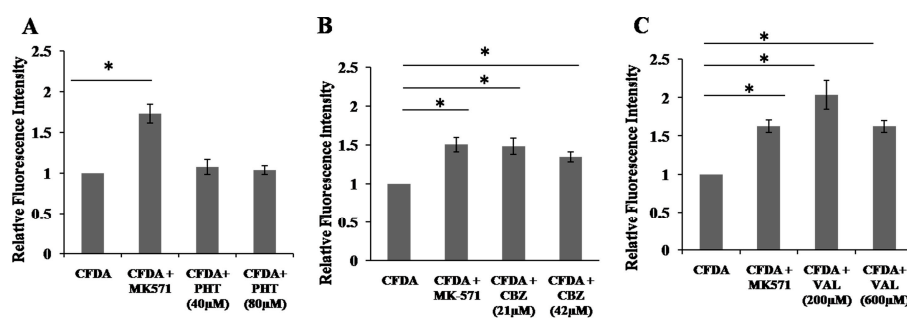 A
Relative Fluorescence Intensity
2.5
2
1.5
1
0.5
0
*
CFDA
CFDA +
MK571
CFDA+
PHT
(40µM)
CFDA+
PHT
(80µM)
B
Relative Fluorescence intensity
2.5
2
1.5
1
0.5
0
*
*
*
CFDA
CFDA +
MK-571
CFDA +
CBZ
(21µM)
CFDA +
CBZ
(42µM)
C
Relative Fluorescence Intensity
2.5
2
1.5
1
2.5
0
*
*
*
CFDA
CFDA +
MK571
CFDA +
VAL
(200µM)
CFDA+
VAL
(600µM)